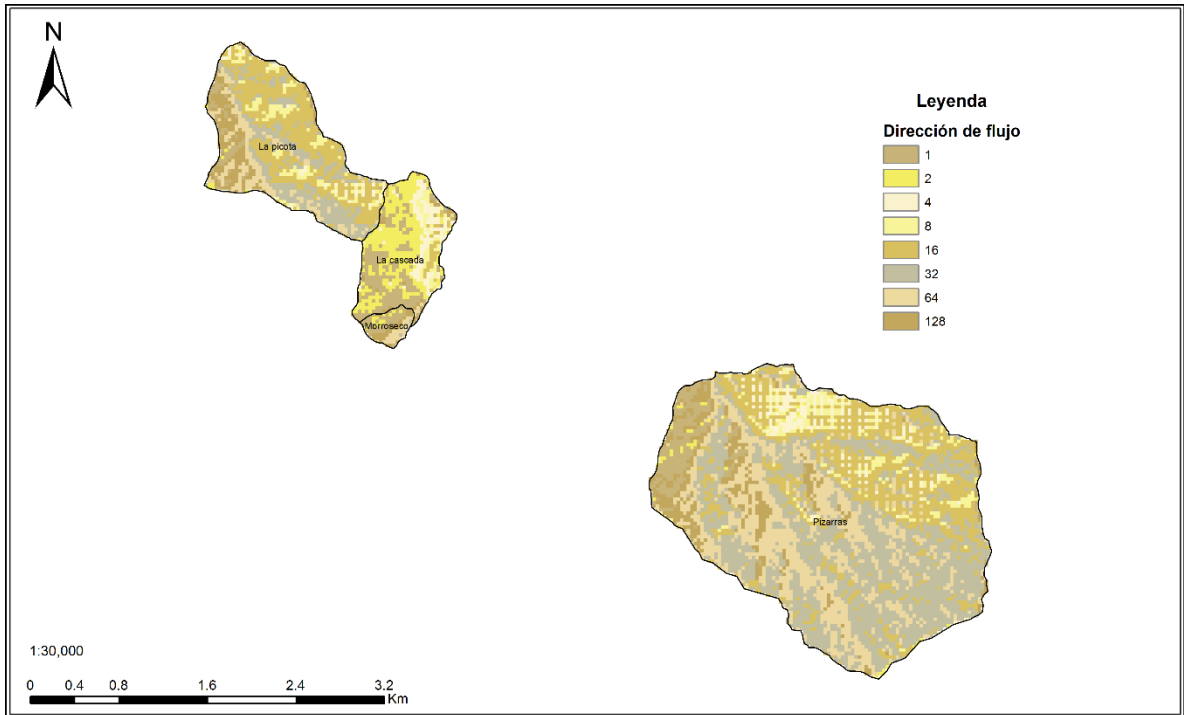 N
Leyenda
Dirección de flujo
1
2
4
8
16
32
64
128
La picota
La cascada
Morroseco
Pizarras
1:30,000
0 0.4 0.8 1.6 2.4 3.2
Km